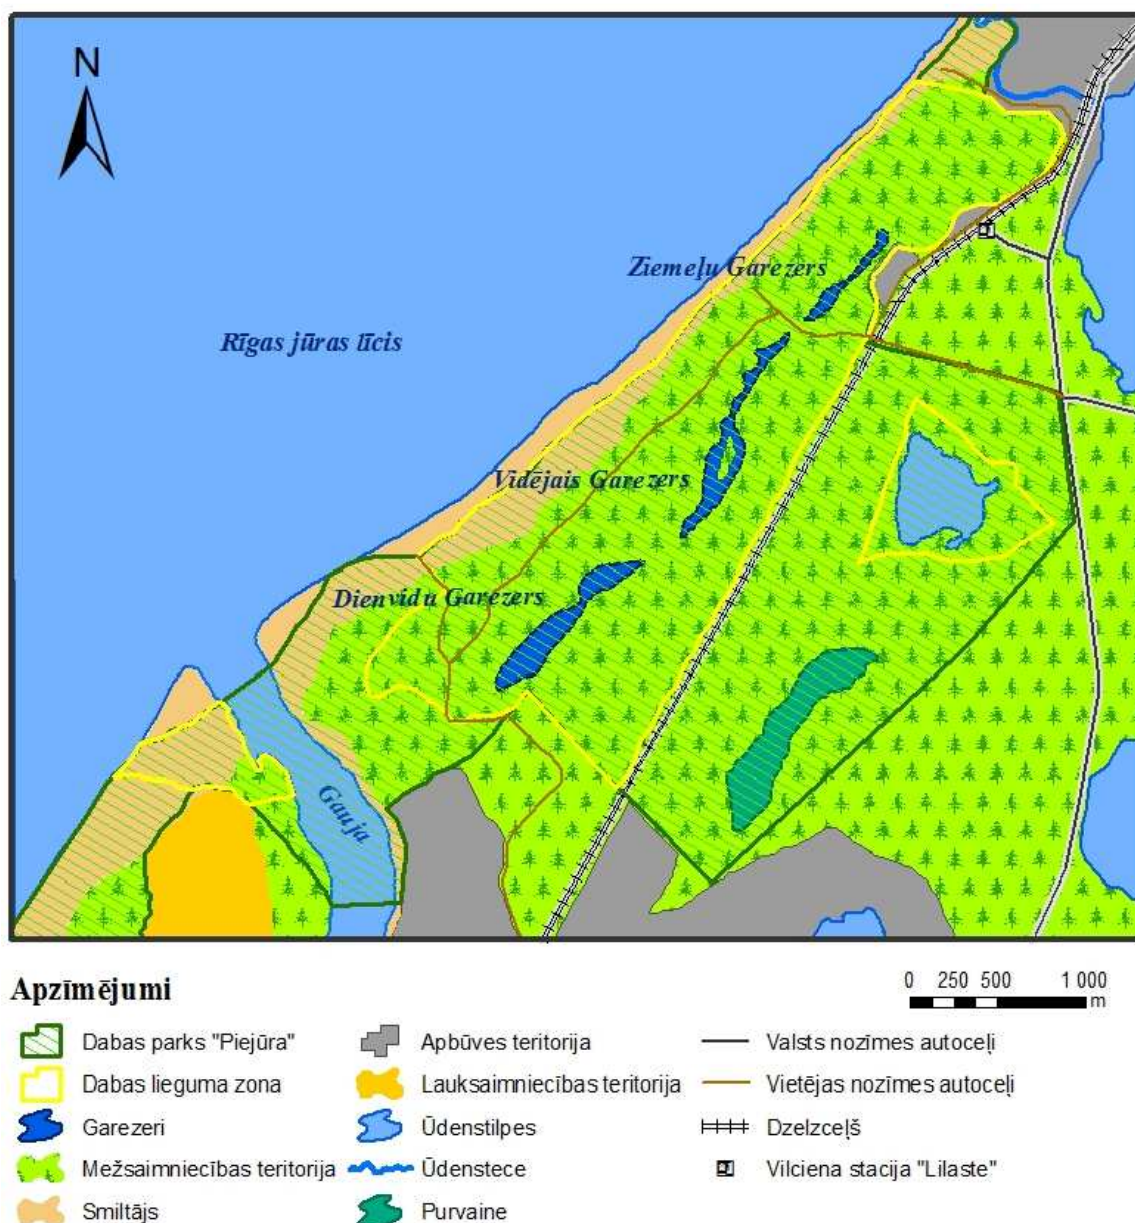 N
Ziemeļu Garezers
Rīgas jūras līcis
Vidējais Garezers
Dienvidu Garezers
Gauja
Apzīmējumi
0 250 500 1 000
m
Dabas parks "Piejūra"
Apbūves teritorija
Valsts nozīmes autoceļi
Dabas lieguma zona
Lauksaimniecības teritorija
Vietējas nozīmes autoceļi
Garezeri
Ūdenstilpes
Dzelzceļš
Mežsaimniecības teritorija
Ūdenstece
Vilciena stacija "Lilaste"
Smiltājs
Purvaine